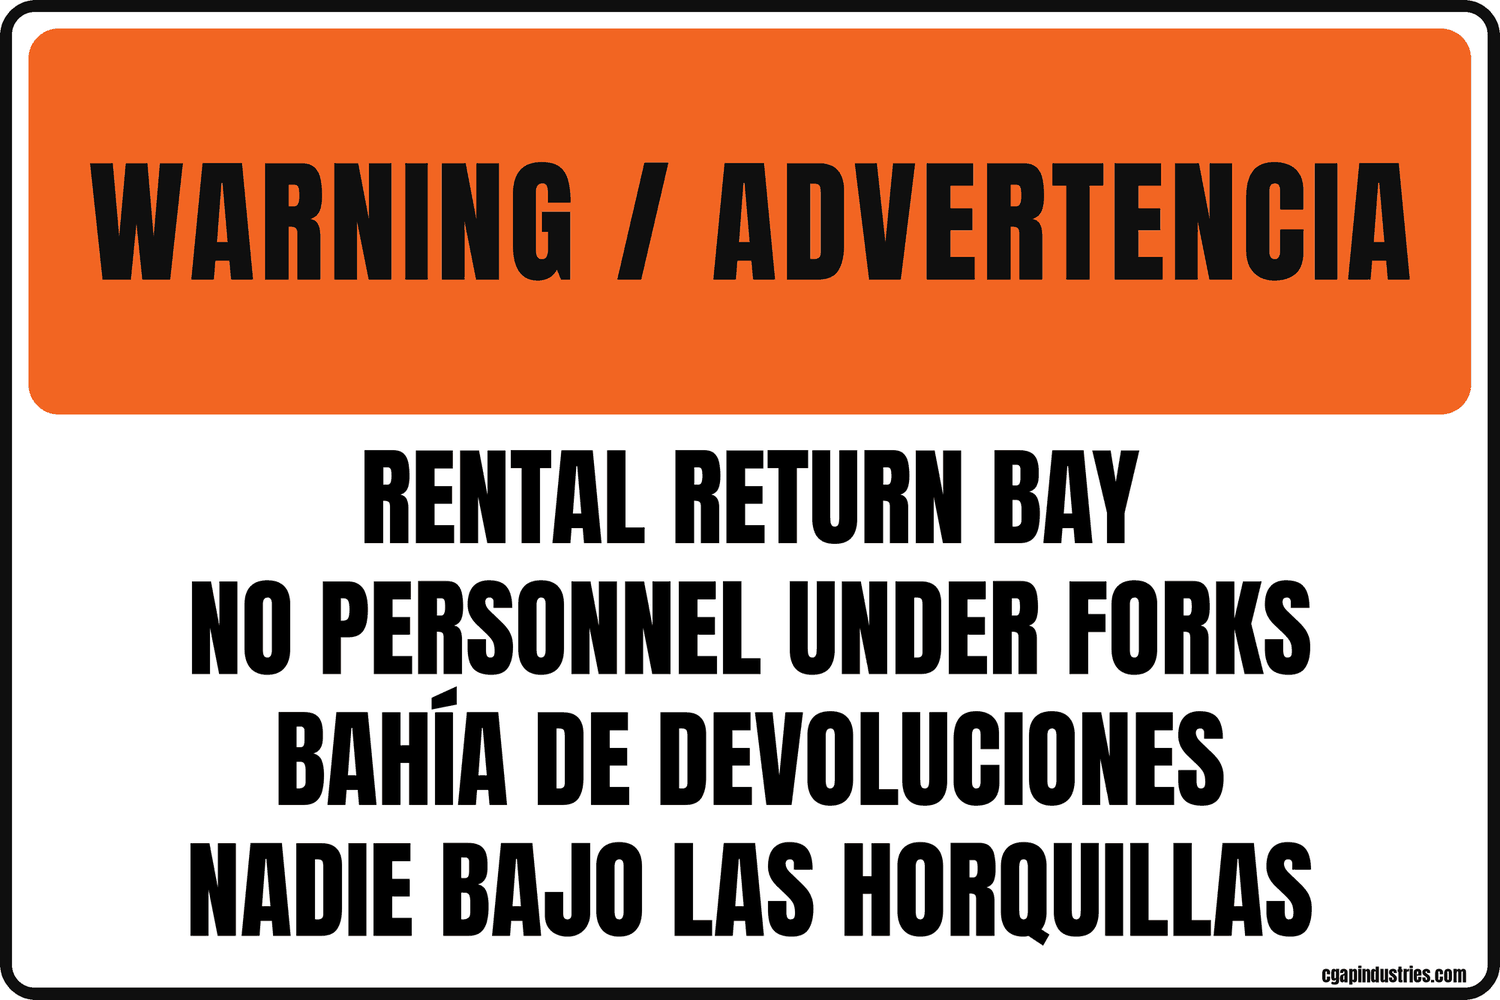 WARNING / ADVERTENCIA
RENTAL RETURN BAY
NO PERSONNEL UNDER FORKS
BAHÍA DE DEVOLUCIONES
NADIE BAJO LAS HORQUILLAS
cgapindustries.com